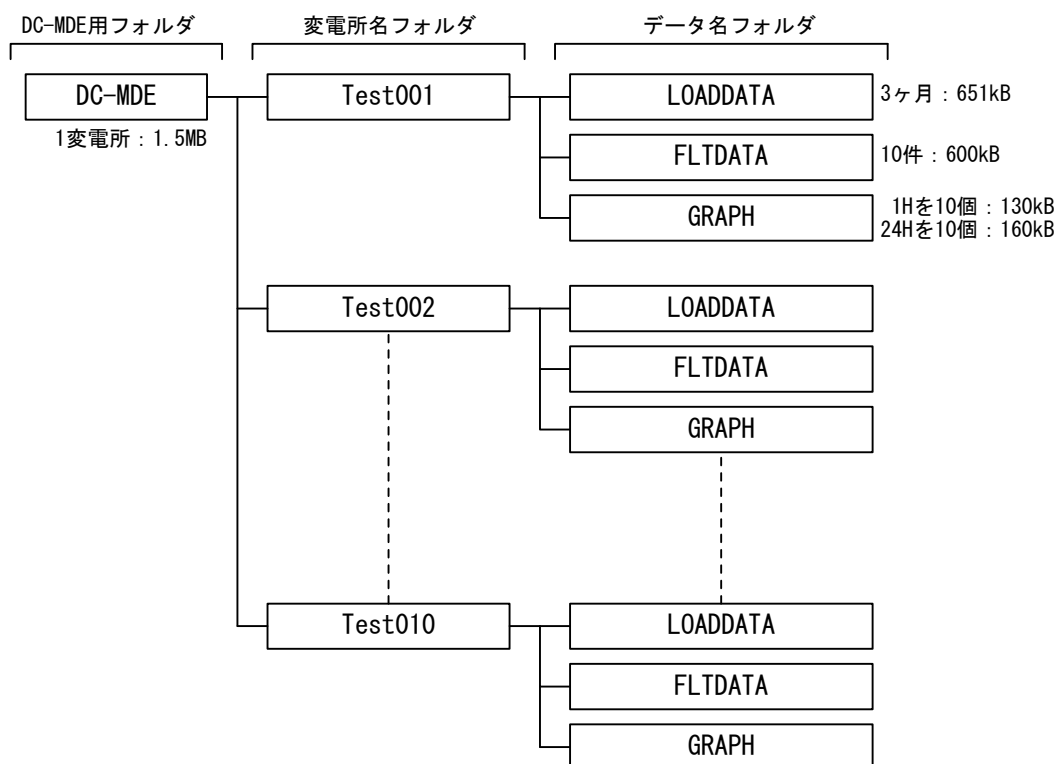 DC-MDE用フォルダ
変電所名フォルダ
データ名フォルダ
DC-MDE
1変電所：1.5MB
Test001
LOADDATA
3ヶ月：651kB
FLTDATA
10件：600kB
GRAPH
1Hを10個：130kB
24Hを10個：160kB
Test002
LOADDATA
FLTDATA
GRAPH
Test010
LOADDATA
FLTDATA
GRAPH